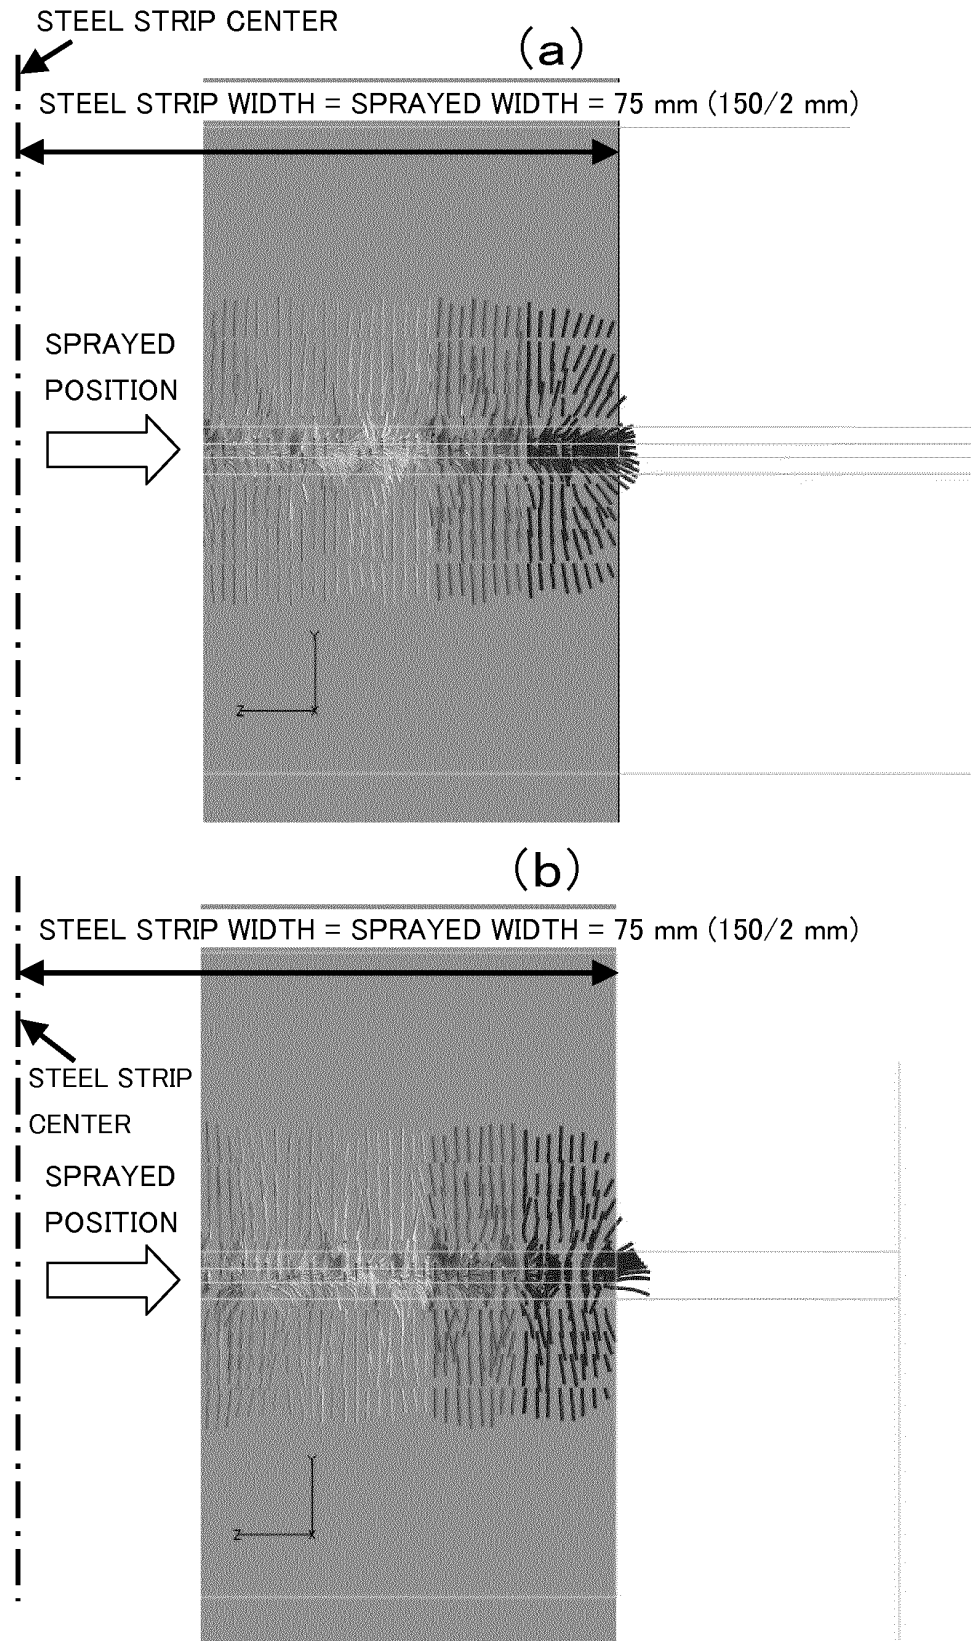 STEEL STRIP CENTER
(a)
STEEL STRIP WIDTH = SPRAYED WIDTH = 75 mm (150/2 mm)
SPRAYED
POSITION
Y
Z
X
(b)
STEEL STRIP WIDTH = SPRAYED WIDTH = 75 mm (150/2 mm)
STEEL STRIP
CENTER
SPRAYED
POSITION
Y
Z
X